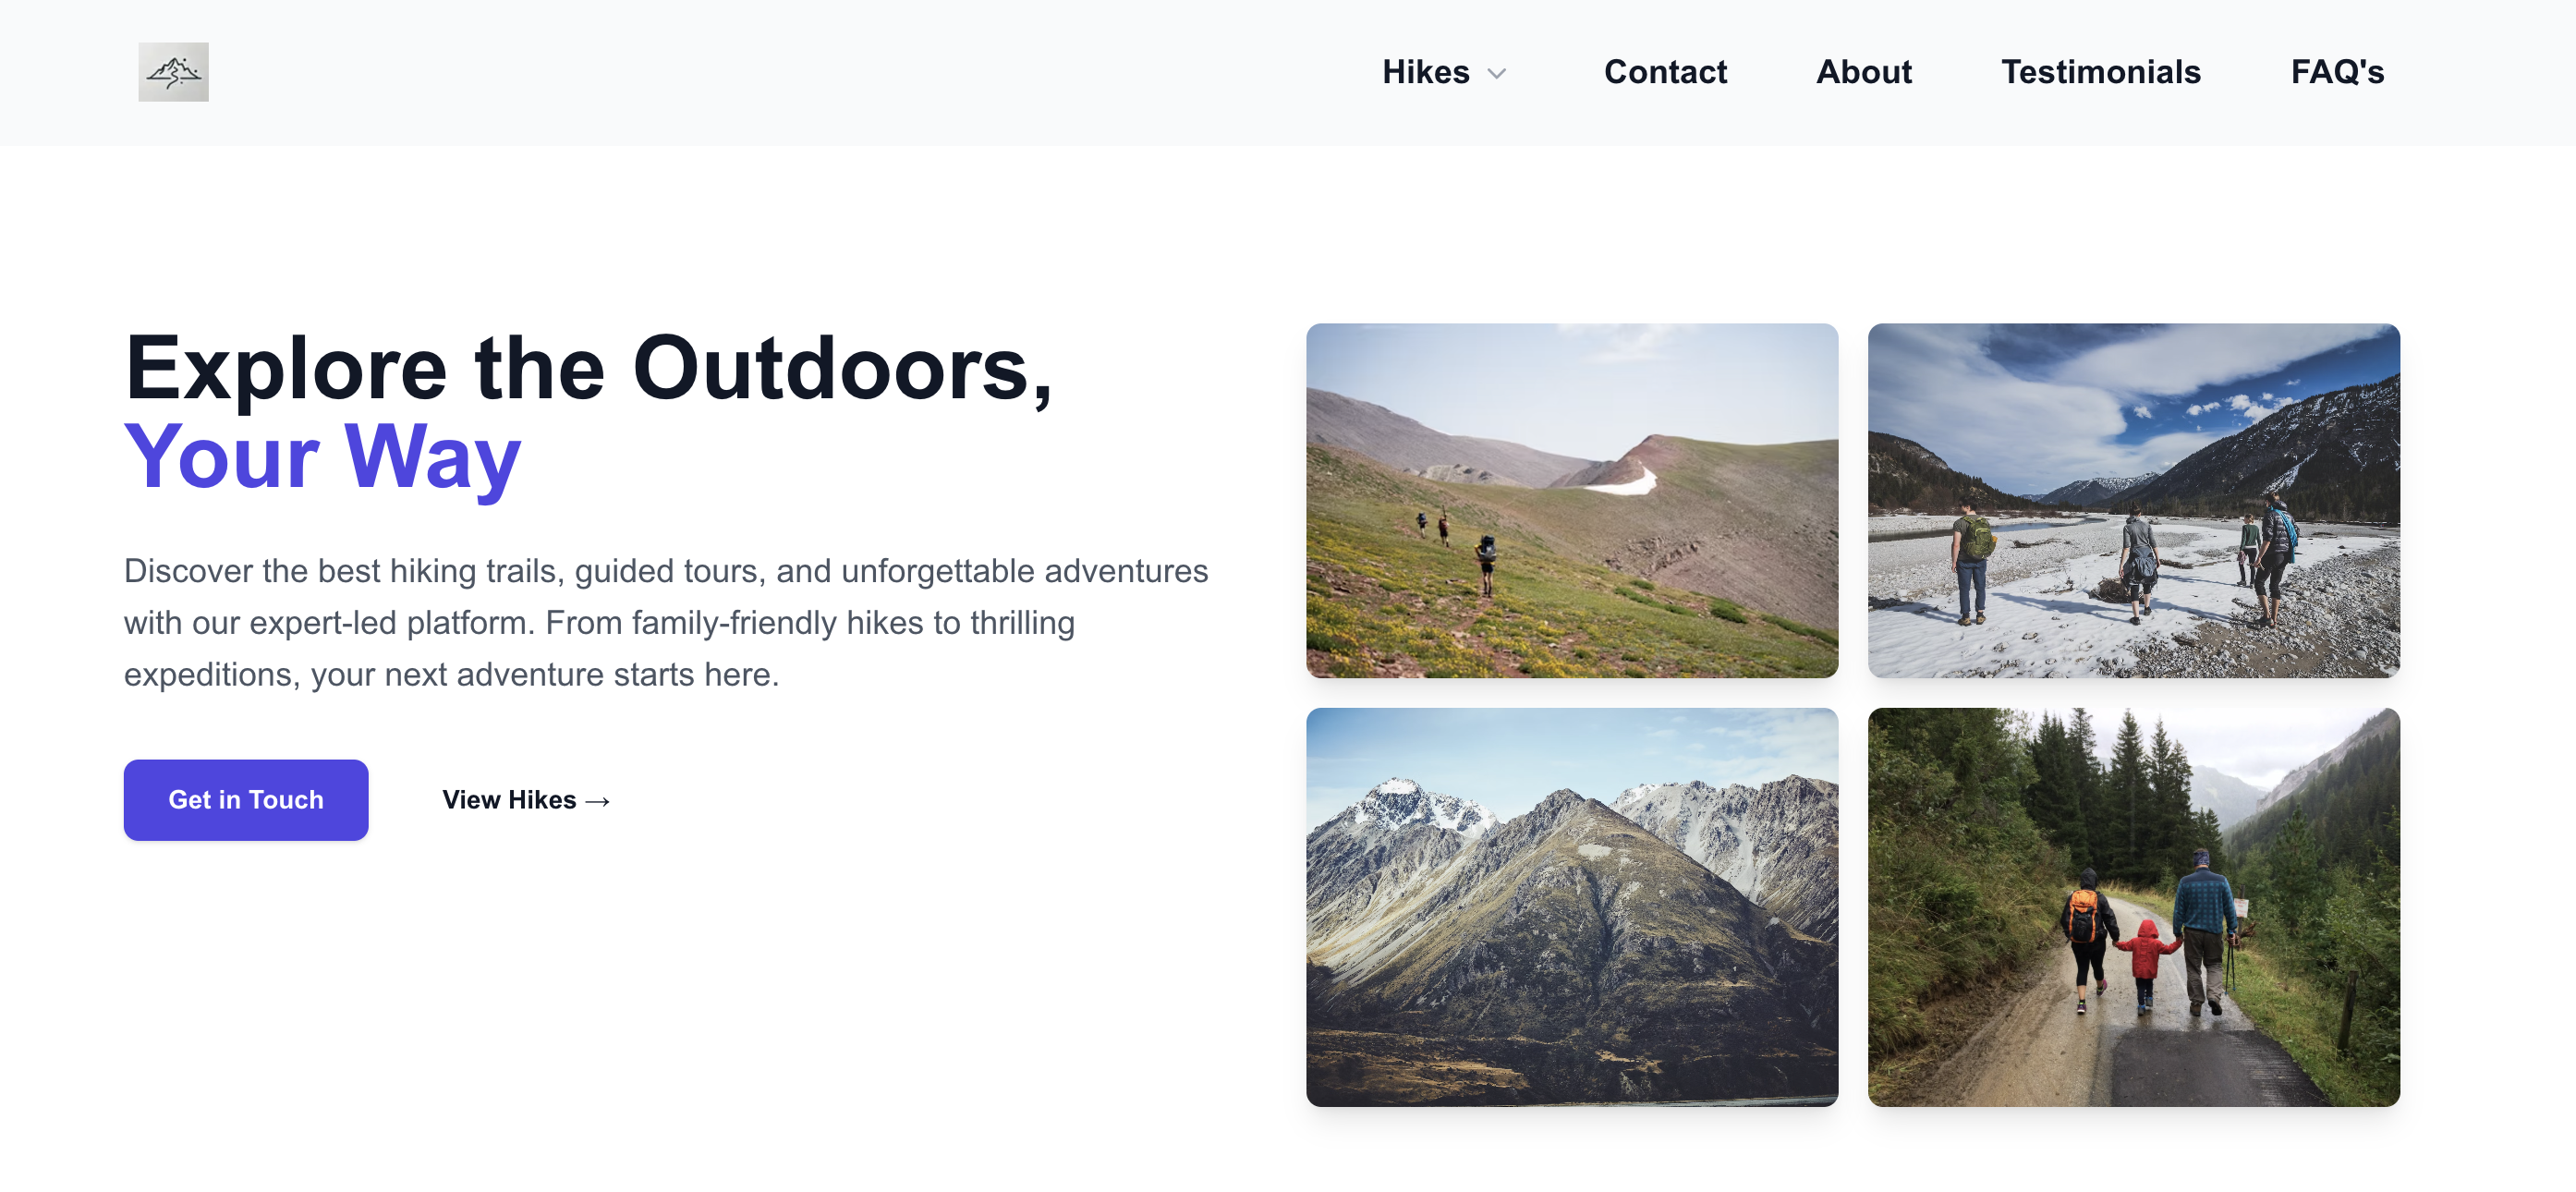 Hikes
Contact
About
Testimonials
FAQ's
Explore the Outdoors,
Your Way
Discover the best hiking trails, guided tours, and unforgettable adventures
with our expert-led platform. From family-friendly hikes to thrilling
expeditions, your next adventure starts here.
Get in Touch
View Hikes →